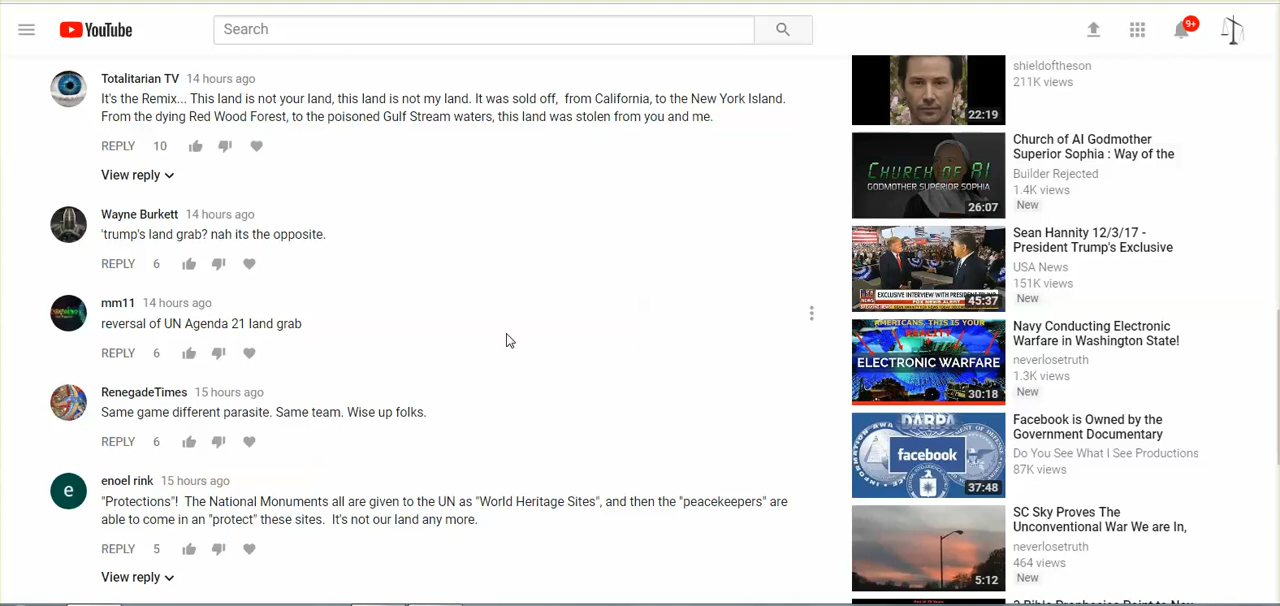 YouTube
Search
9+
Totalitarian TV 14 hours ago
It's the Remix... This land is not your land, this land is not my land. It was sold off, from California, to the New York Island.
From the dying Red Wood Forest, to the poisoned Gulf Stream waters, this land was stolen from you and me.
REPLY 10
View reply
Wayne Burkett 14 hours ago
'trump's land grab? nah its the opposite.
REPLY 6
mm11 14 hours ago
reversal of UN Agenda 21 land grab
REPLY 6
RenegadeTimes 15 hours ago
Same game different parasite. Same team. Wise up folks.
REPLY 6
e
enoel rink 15 hours ago
"Protections"! The National Monuments all are given to the UN as "World Heritage Sites", and then the "peacekeepers" are
able to come in an "protect" these sites. It's not our land any more.
REPLY 5
View reply
22:19
shieldoftheson
211K views
CHURCH OF AI
GODMOTHER SUPERIOR SOPHIA
26:07
Church of AI Godmother
Superior Sophia : Way of the
Builder Rejected
1.4K views
New
EXCLUSIVE INTERVIEW WITH PRESIDENT
45:37
Sean Hannity 12/3/17 -
President Trump's Exclusive
USA News
151K views
New
AMERICANS, THIS IS YOUR
REALITY
ELECTRONIC WARFARE
30:18
Navy Conducting Electronic
Warfare in Washington State!
neverlosetruth
1.3K views
New
DARPA
facebook
37:48
Facebook is Owned by the
Government Documentary
Do You See What I See Productions
87K views
5:12
SC Sky Proves The
Unconventional War We are In,
neverlosetruth
464 views
New